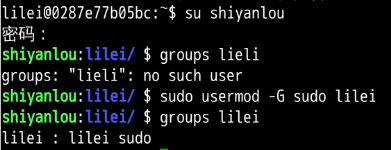 lilei@0287e77b05bc:~$ su shiyanlou
密码：
shiyanlou:lilei/ $ groups lieli
groups: "lieli": no such user
shiyanlou:lilei/ $ sudo usermod -G sudo lilei
shiyanlou:lilei/ $ groups lilei
lilei : lilei sudo